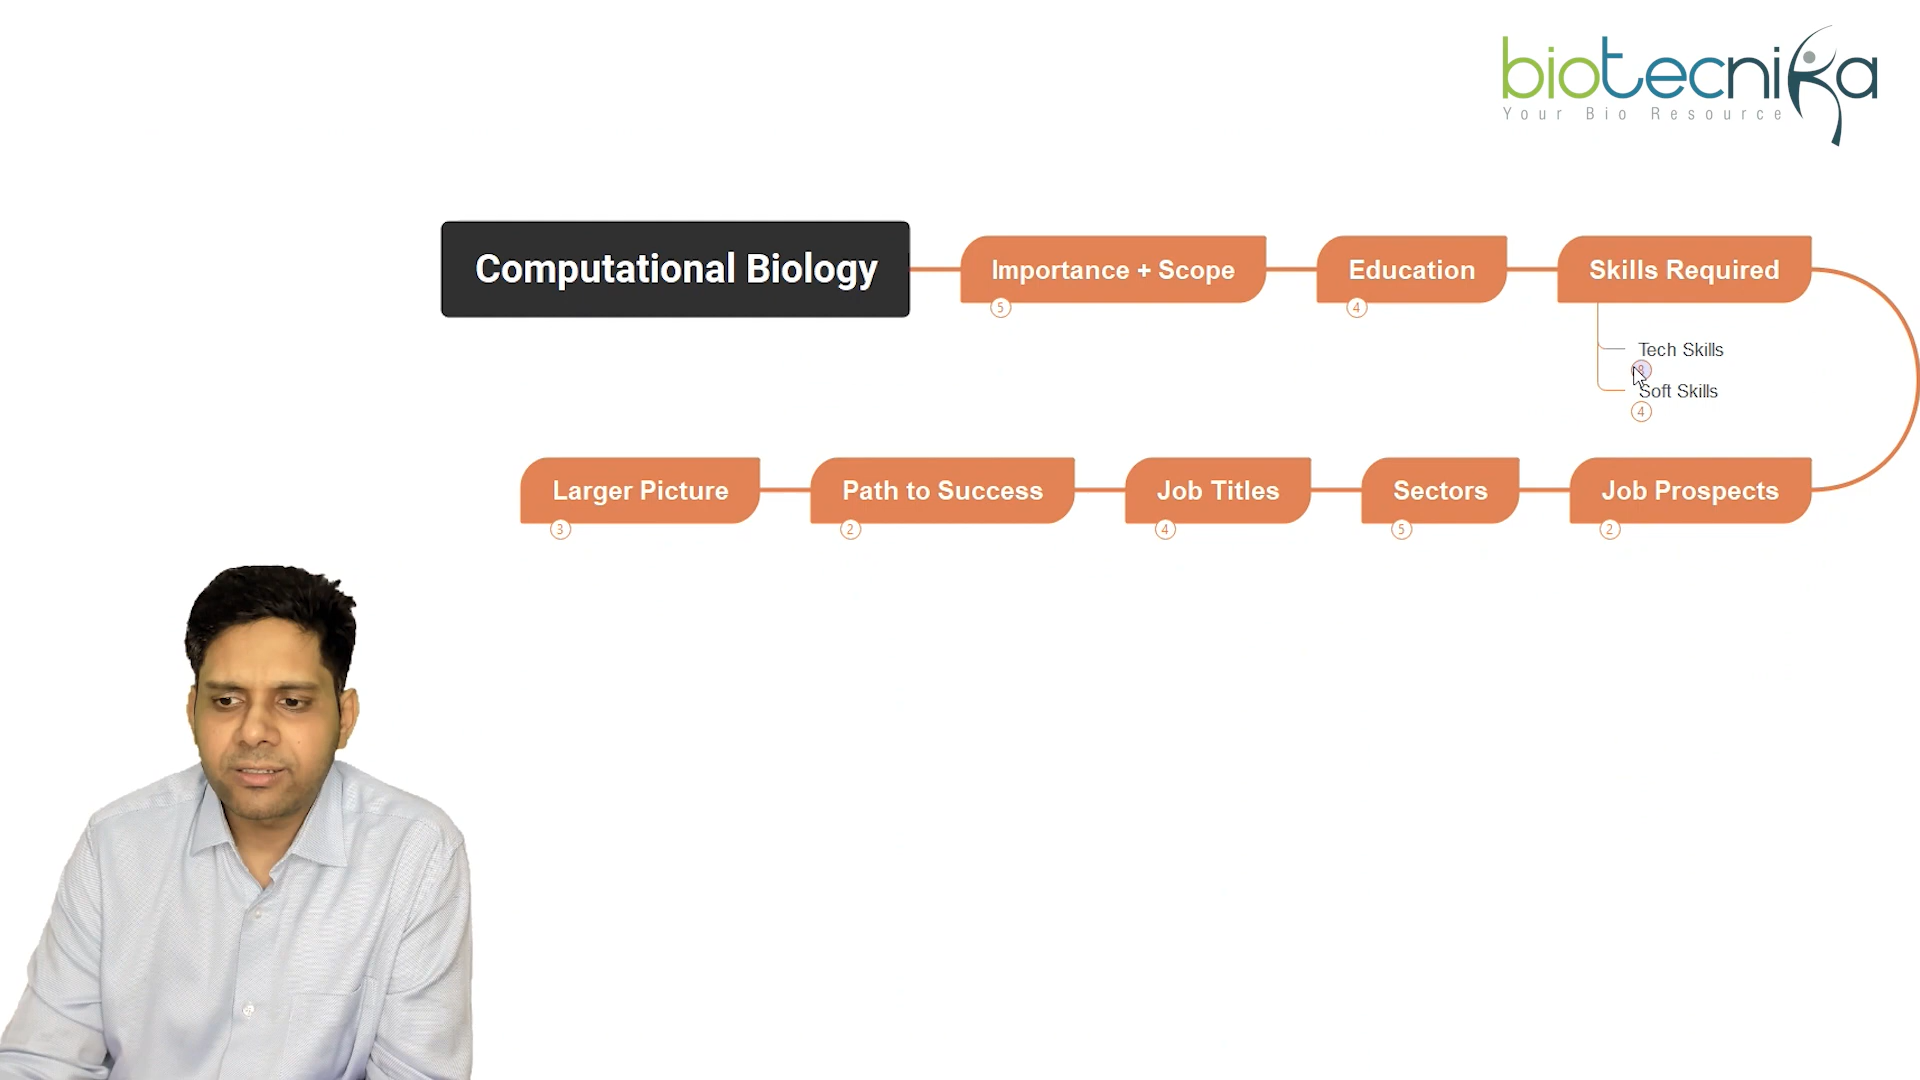 biotecnika
Your Bio Resource
Computational Biology
Importance + Scope
5
Education
4
Skills Required
Tech Skills
8
Soft Skills
4
Larger Picture
3
Path to Success
2
Job Titles
4
Sectors
5
Job Prospects
2